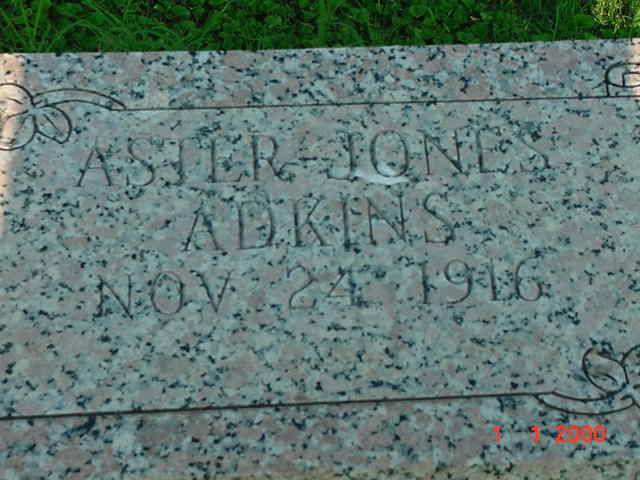 ASTER JONES
ADKINS
NOV 24 1916
1 1 2000